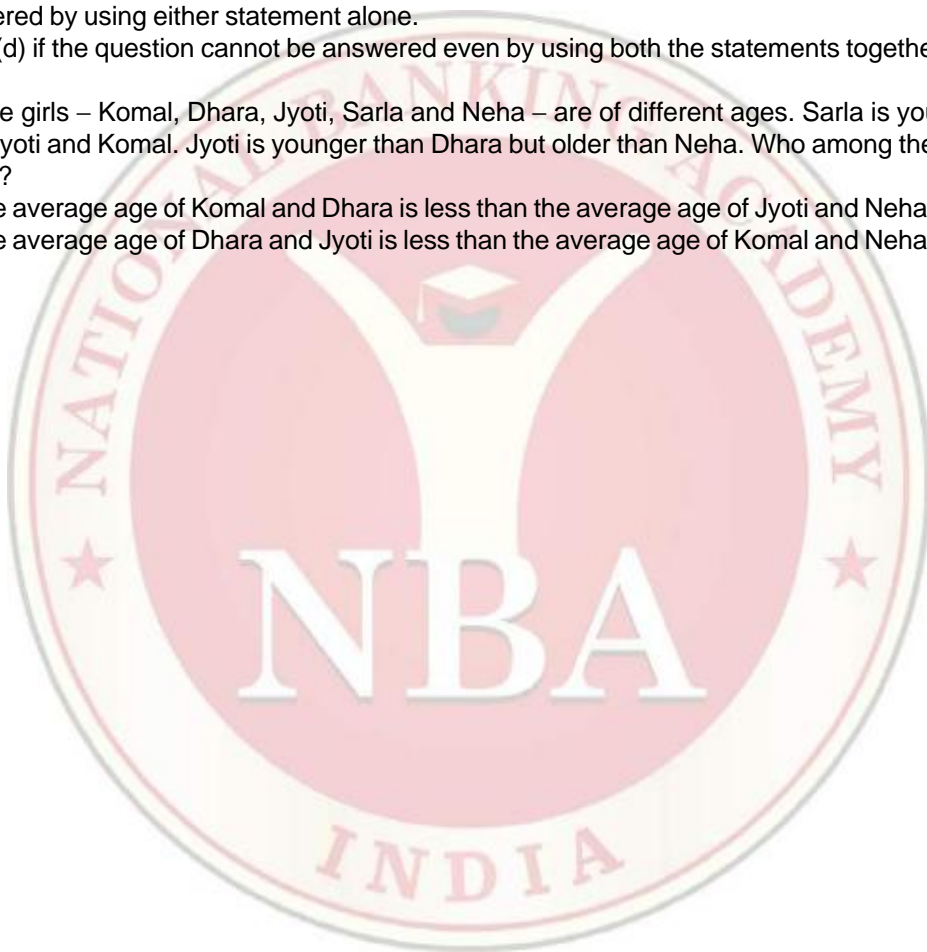 ered by using either statement alone.
(d) if the question cannot be answered even by using both the statements togethe
e girls – Komal, Dhara, Jyoti, Sarla and Neha – are of different ages. Sarla is you
yoti and Komal. Jyoti is younger than Dhara but older than Neha. Who among the
?
e average age of Komal and Dhara is less than the average age of Jyoti and Neha
e average age of Dhara and Jyoti is less than the average age of Komal and Neha
NATIONAL BANKING ACADEMY
NBA
INDIA